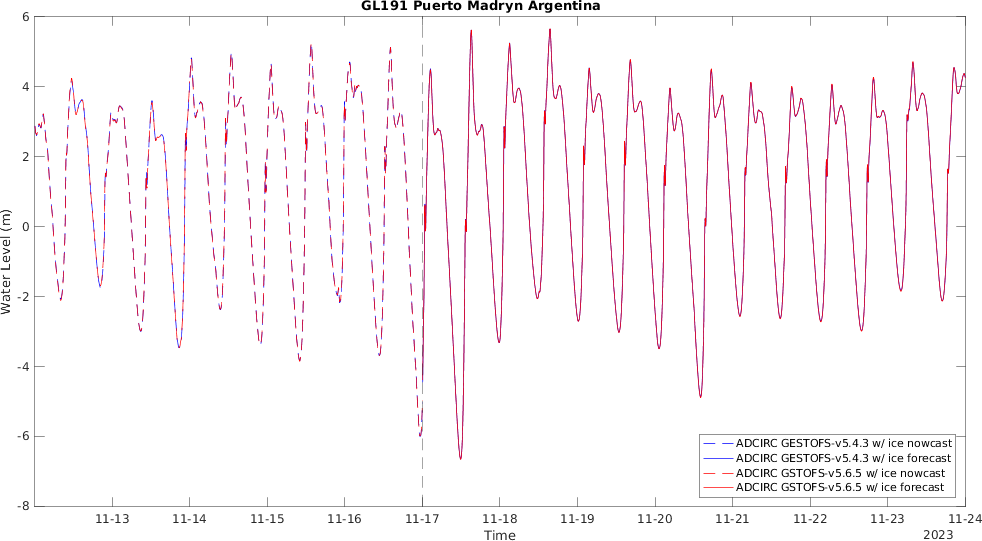 GL191 Puerto Madryn Argentina
6
4
2
0
-2
-4
-6
-8
Water Level (m)
ADCIRC GESTOFS-v5.4.3 w/ ice nowcast
ADCIRC GESTOFS-v5.4.3 w/ ice forecast
ADCIRC GSTOFS-v5.6.5 w/ ice nowcast
ADCIRC GSTOFS-v5.6.5 w/ ice forecast
11-13 11-14 11-15 11-16 11-17 11-18 11-19 11-20 11-21 11-22 11-23 11-24
Time
2023